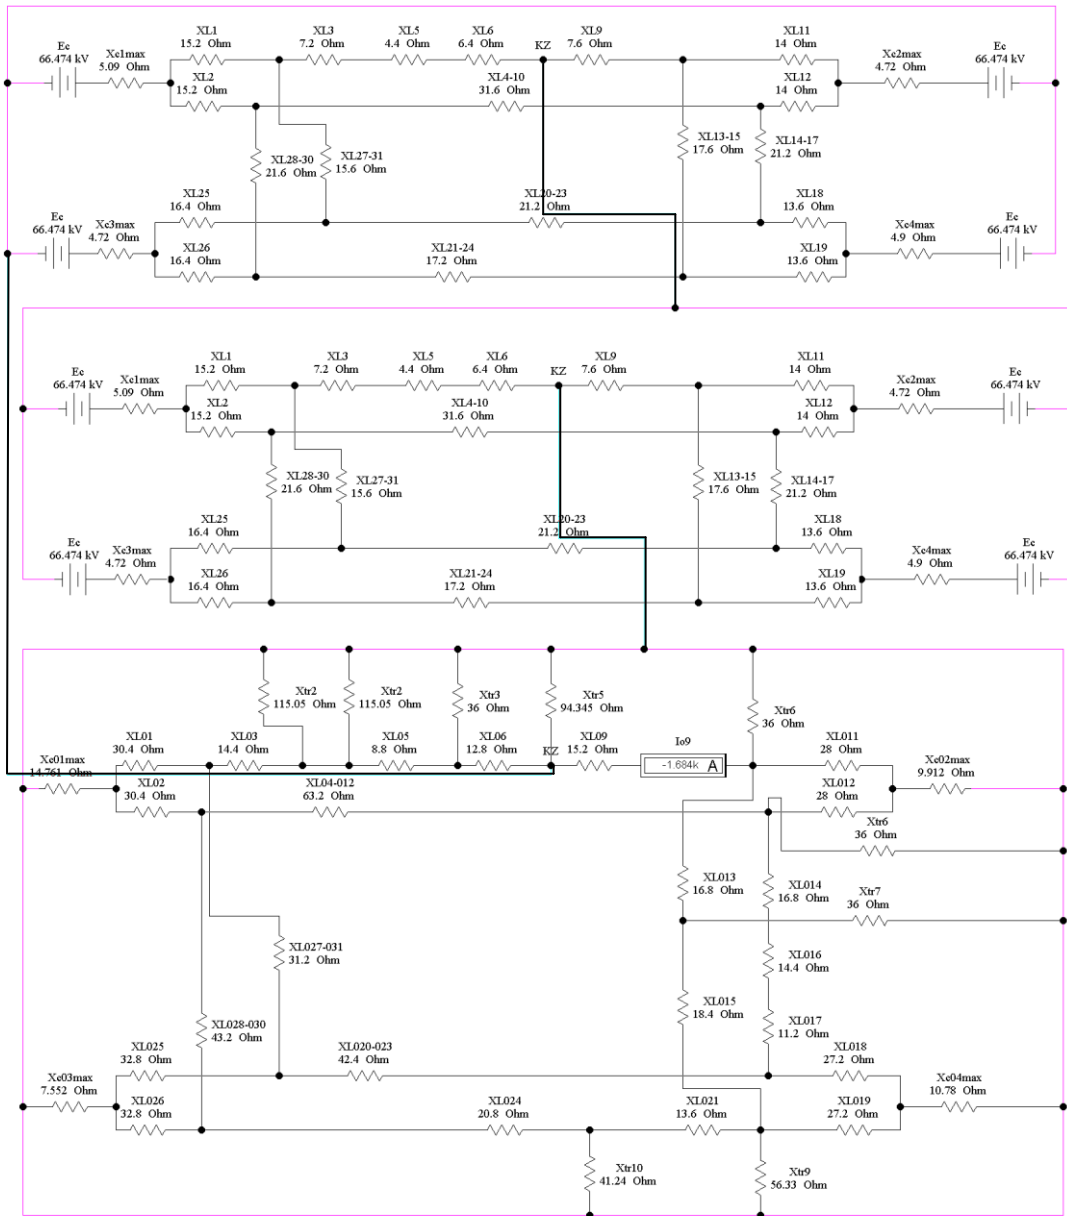 XL1
15.2 Ohm
XL3
7.2 Ohm
XL5
4.4 Ohm
XL6
6.4 Ohm
KZ
XL9
7.6 Ohm
XL11
14 Ohm
Ec
66.474 kV
Xc1max
5.09 Ohm
Xc2max
4.72 Ohm
Ec
66.474 kV
XL2
15.2 Ohm
XL4-10
31.6 Ohm
XL12
14 Ohm
XL28-30
21.6 Ohm
XL27-31
15.6 Ohm
XL13-15
17.6 Ohm
XL14-17
21.2 Ohm
XL25
16.4 Ohm
XL20-23
21.2 Ohm
XL18
13.6 Ohm
Ec
66.474 kV
Xc3max
4.72 Ohm
Xc4max
4.9 Ohm
Ec
66.474 kV
XL26
16.4 Ohm
XL21-24
17.2 Ohm
XL19
13.6 Ohm
XL1
15.2 Ohm
XL3
7.2 Ohm
XL5
4.4 Ohm
XL6
6.4 Ohm
KZ
XL9
7.6 Ohm
XL11
14 Ohm
Ec
66.474 kV
Xc1max
5.09 Ohm
Xc2max
4.72 Ohm
Ec
66.474 kV
XL2
15.2 Ohm
XL4-10
31.6 Ohm
XL12
14 Ohm
XL28-30
21.6 Ohm
XL27-31
15.6 Ohm
XL13-15
17.6 Ohm
XL14-17
21.2 Ohm
XL25
16.4 Ohm
XL20-23
21.2 Ohm
XL18
13.6 Ohm
Ec
66.474 kV
Xc3max
4.72 Ohm
Xc4max
4.9 Ohm
Ec
66.474 kV
XL26
16.4 Ohm
XL21-24
17.2 Ohm
XL19
13.6 Ohm
Xtr2
115.05 Ohm
Xtr2
115.05 Ohm
Xtr3
36 Ohm
Xtr5
94.345 Ohm
Xtr6
36 Ohm
XL01
30.4 Ohm
XL03
14.4 Ohm
XL05
8.8 Ohm
XL06
12.8 Ohm
KZ
XL09
15.2 Ohm
Io9
-1.684k A
XL011
28 Ohm
Xc01max
14.761 Ohm
Xc02max
9.912 Ohm
XL02
30.4 Ohm
XL04-012
63.2 Ohm
XL012
28 Ohm
Xtr6
36 Ohm
XL013
16.8 Ohm
XL014
16.8 Ohm
Xtr7
36 Ohm
XL027-031
31.2 Ohm
XL016
14.4 Ohm
XL015
18.4 Ohm
XL017
11.2 Ohm
XL028-030
43.2 Ohm
XL025
32.8 Ohm
XL020-023
42.4 Ohm
XL018
27.2 Ohm
Xc03max
7.552 Ohm
Xc04max
10.78 Ohm
XL026
32.8 Ohm
XL024
20.8 Ohm
XL021
13.6 Ohm
XL019
27.2 Ohm
Xtr10
41.24 Ohm
Xtr9
56.33 Ohm